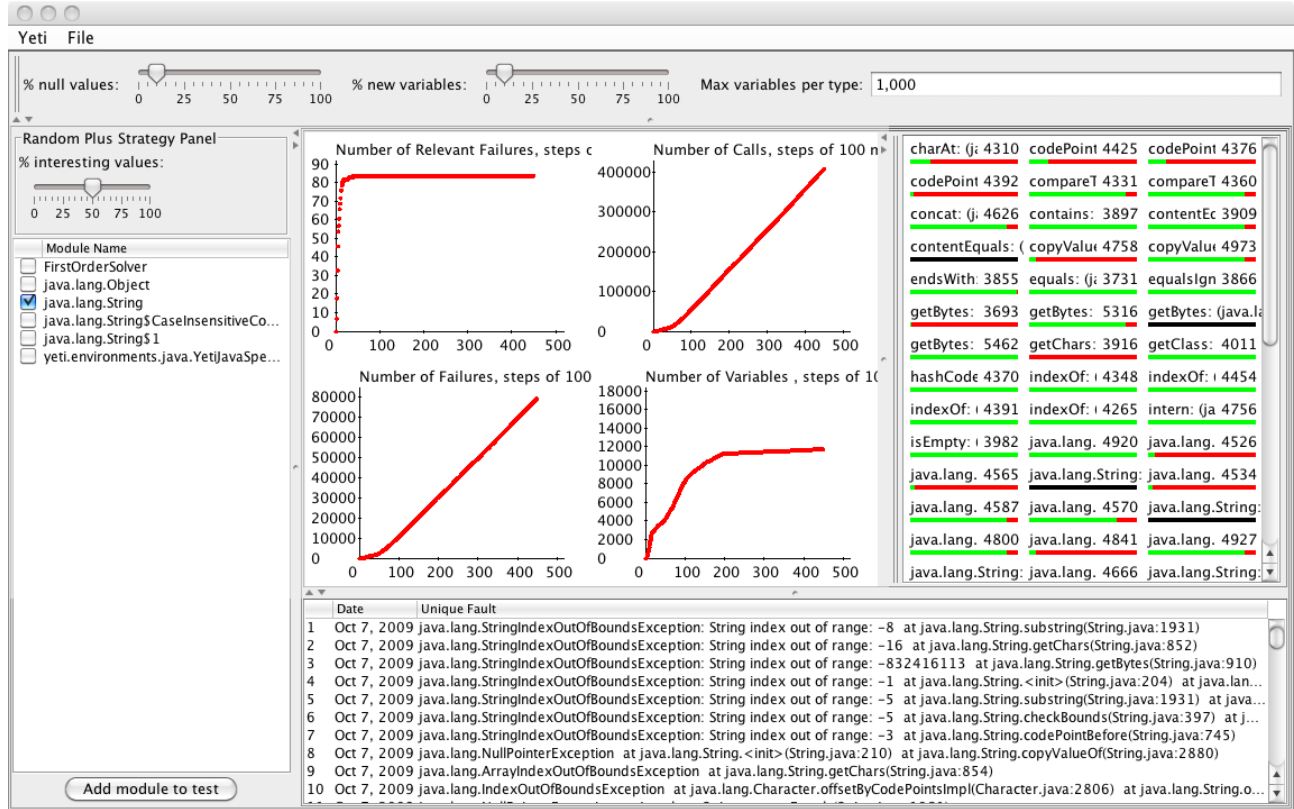 Yeti File
% null values: 0 25 50 75 100 % new variables: 0 25 50 75 100 Max variables per type: 1,000
Random Plus Strategy Panel
% interesting values:
0 25 50 75 100
Module Name
FirstOrderSolver
java.lang.Object
java.lang.String
java.lang.String$CaseInsensitiveCo...
java.lang.String$1
yeti.environments.java.YetiJavaSpe...
Add module to test
Number of Relevant Failures, steps c
90
80
70
60
50
40
30
20
10
0
0 100 200 300 400 500
Number of Calls, steps of 100 n
400000
300000
200000
100000
0
0 100 200 300 400 500
Number of Failures, steps of 100
80000
70000
60000
50000
40000
30000
20000
10000
0
0 100 200 300 400 500
Number of Variables , steps of 10
18000
16000
14000
12000
10000
8000
6000
4000
2000
0
0 100 200 300 400 500
charAt: (ja 4310 codePoint 4425 codePoint 4376
codePoint 4392 compareT 4331 compareT 4360
concat: (ja 4626 contains: 3897 contentEc 3909
contentEquals: ( copyValue 4758 copyValue 4973
endsWith: 3855 equals: (ja 3731 equalsIgn 3866
getBytes: 3693 getBytes: 5316 getBytes: (java.la
getBytes: 5462 getChars: 3916 getClass: 4011
hashCode 4370 indexOf: ( 4348 indexOf: ( 4454
indexOf: ( 4391 indexOf: ( 4265 intern: (ja 4756
isEmpty: ( 3982 java.lang. 4920 java.lang. 4526
java.lang. 4565 java.lang.String: java.lang. 4534
java.lang. 4587 java.lang. 4570 java.lang.String:
java.lang. 4800 java.lang. 4841 java.lang. 4927
java.lang.String: java.lang. 4666 java.lang.String:
Date Unique Fault
1 Oct 7, 2009 java.lang.StringIndexOutOfBoundsException: String index out of range: -8 at java.lang.String.substring(String.java:1931)
2 Oct 7, 2009 java.lang.StringIndexOutOfBoundsException: String index out of range: -16 at java.lang.String.getChars(String.java:852)
3 Oct 7, 2009 java.lang.StringIndexOutOfBoundsException: String index out of range: -832416113 at java.lang.String.getBytes(String.java:910)
4 Oct 7, 2009 java.lang.StringIndexOutOfBoundsException: String index out of range: -1 at java.lang.String.<init>(String.java:204) at java.lan...
5 Oct 7, 2009 java.lang.StringIndexOutOfBoundsException: String index out of range: -5 at java.lang.String.substring(String.java:1931) at java...
6 Oct 7, 2009 java.lang.StringIndexOutOfBoundsException: String index out of range: -5 at java.lang.String.checkBounds(String.java:397) at j...
7 Oct 7, 2009 java.lang.StringIndexOutOfBoundsException: String index out of range: -3 at java.lang.String.codePointBefore(String.java:745)
8 Oct 7, 2009 java.lang.NullPointerException at java.lang.String.<init>(String.java:210) at java.lang.String.copyValueOf(String.java:2880)
9 Oct 7, 2009 java.lang.ArrayIndexOutOfBoundsException at java.lang.String.getChars(String.java:854)
10 Oct 7, 2009 java.lang.IndexOutOfBoundsException at java.lang.Character.offsetByCodePointsImpl(Character.java:2806) at java.lang.String.o...